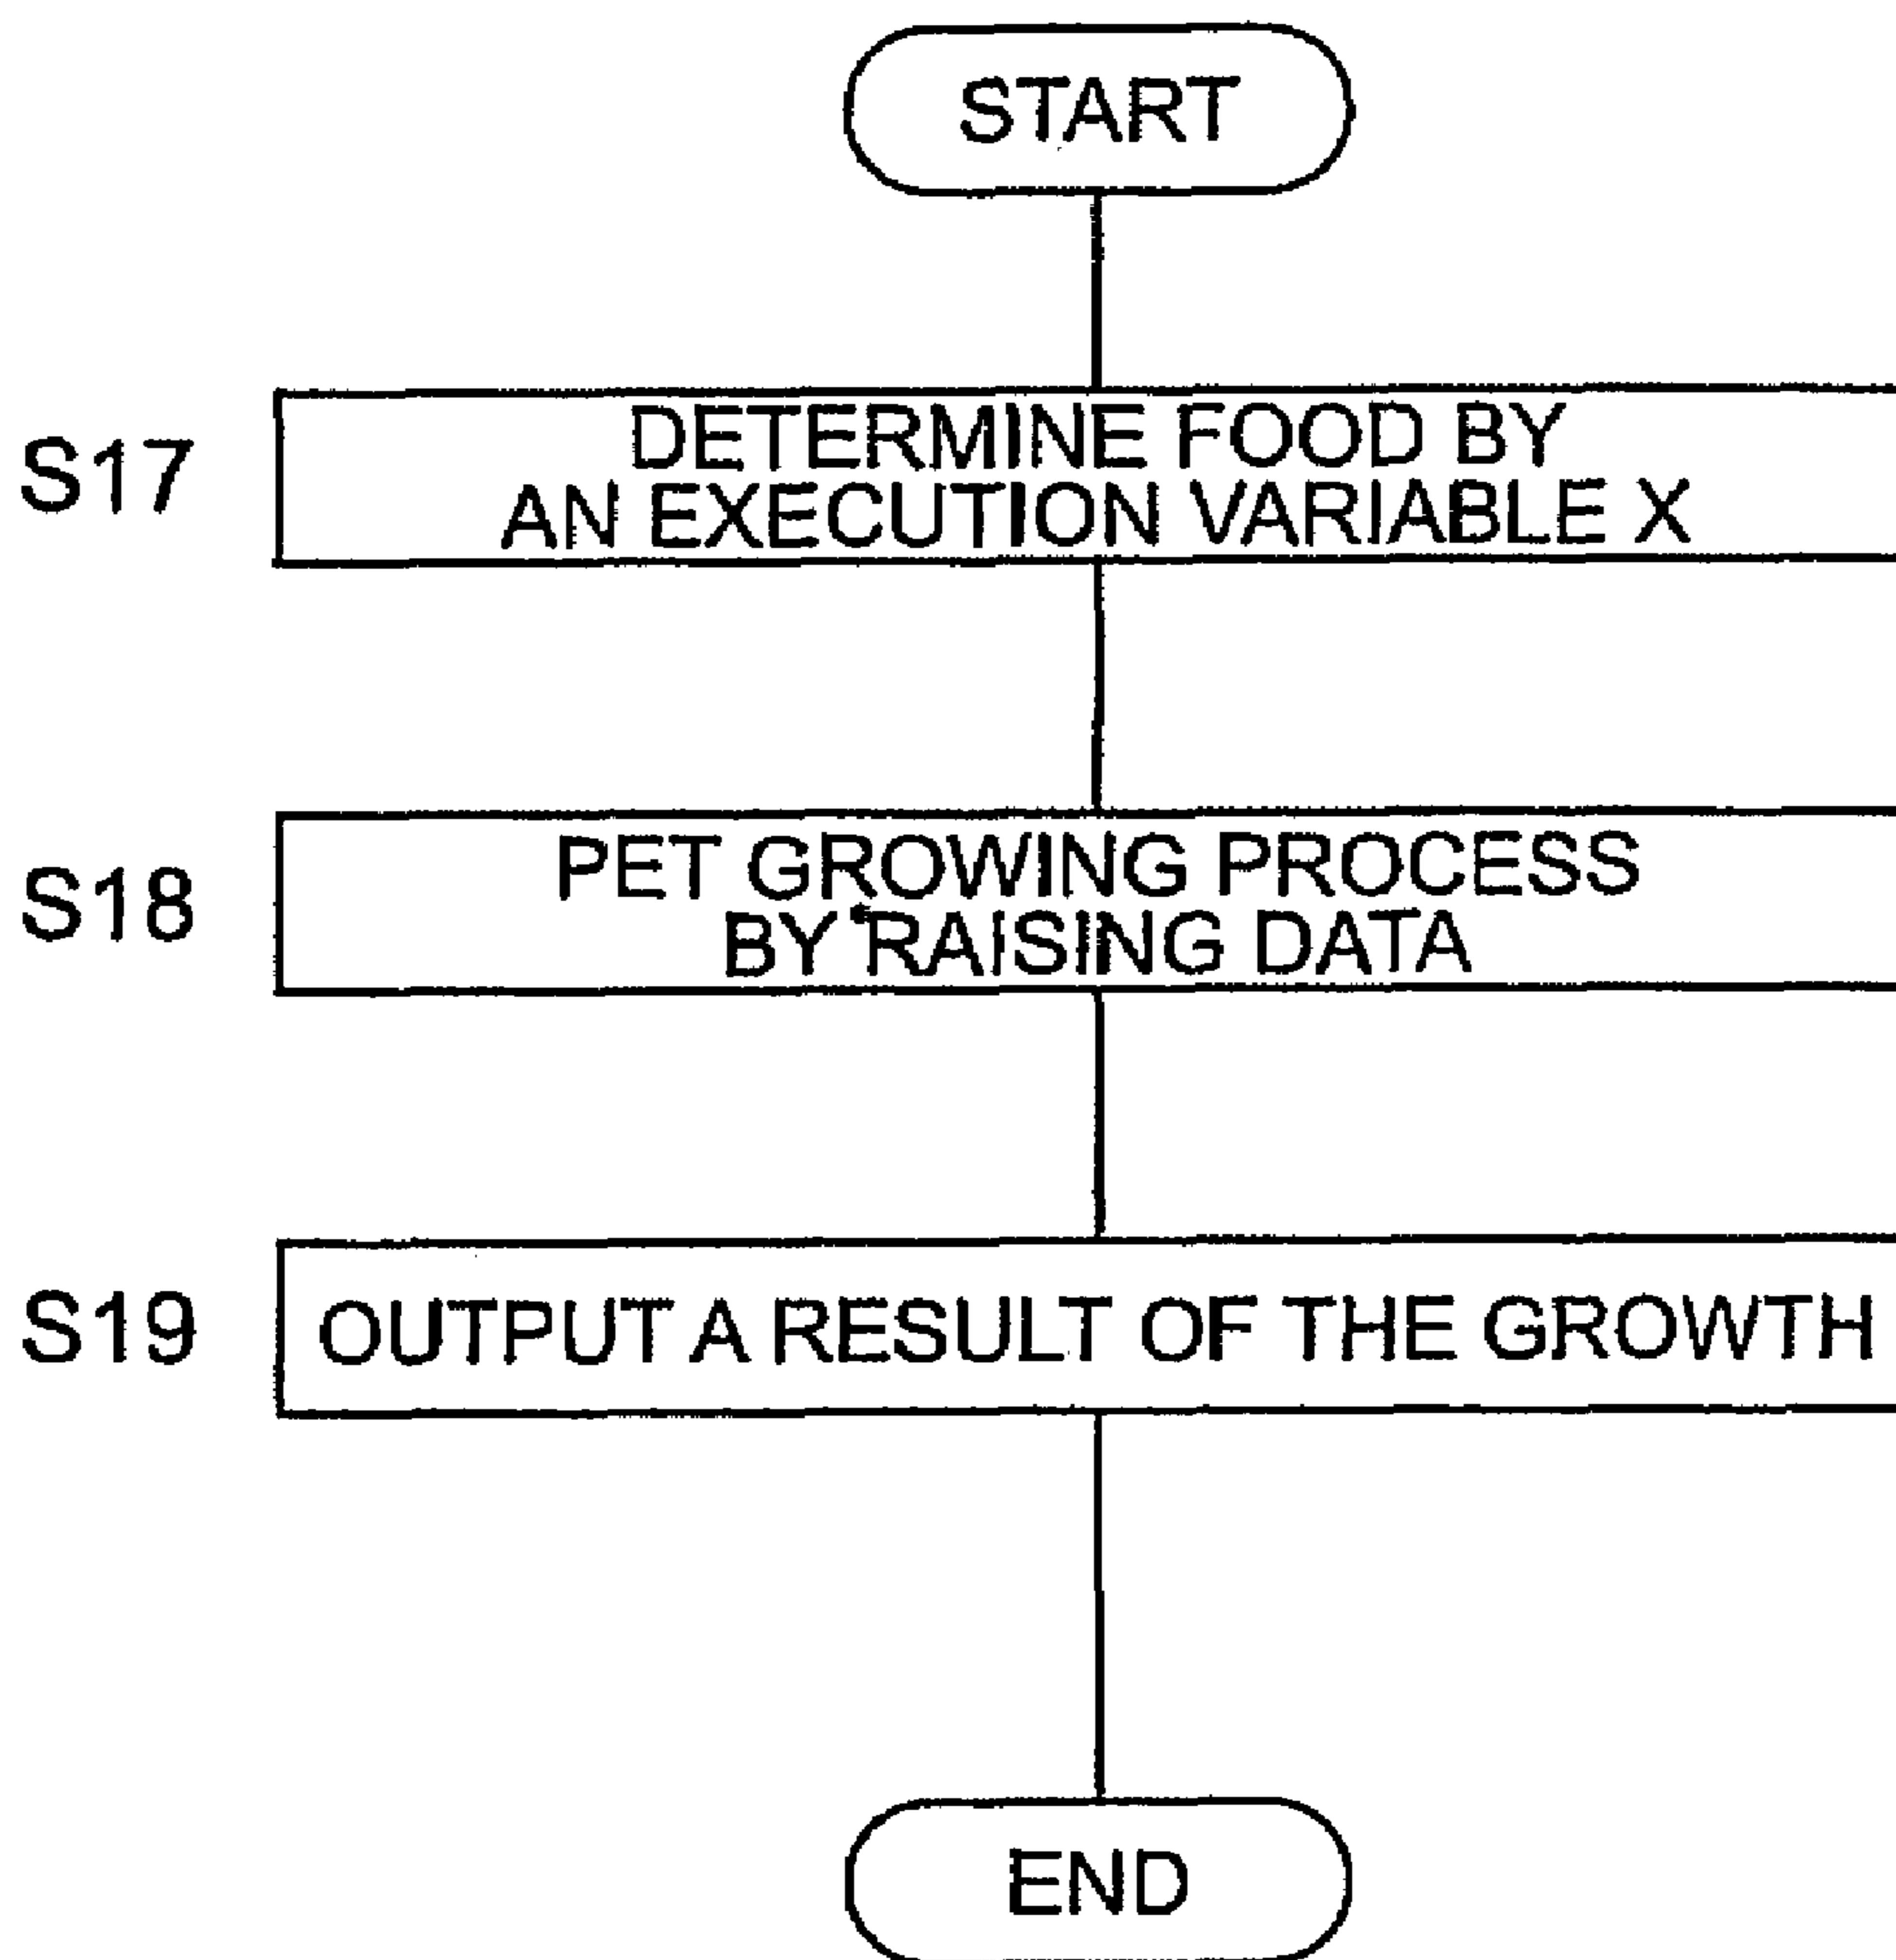 START
S17
DETERMINE FOOD BY
AN EXECUTION VARIABLE X
S18
PET GROWING PROCESS
BY RAISING DATA
S19
OUTPUT A RESULT OF THE GROWTH
END